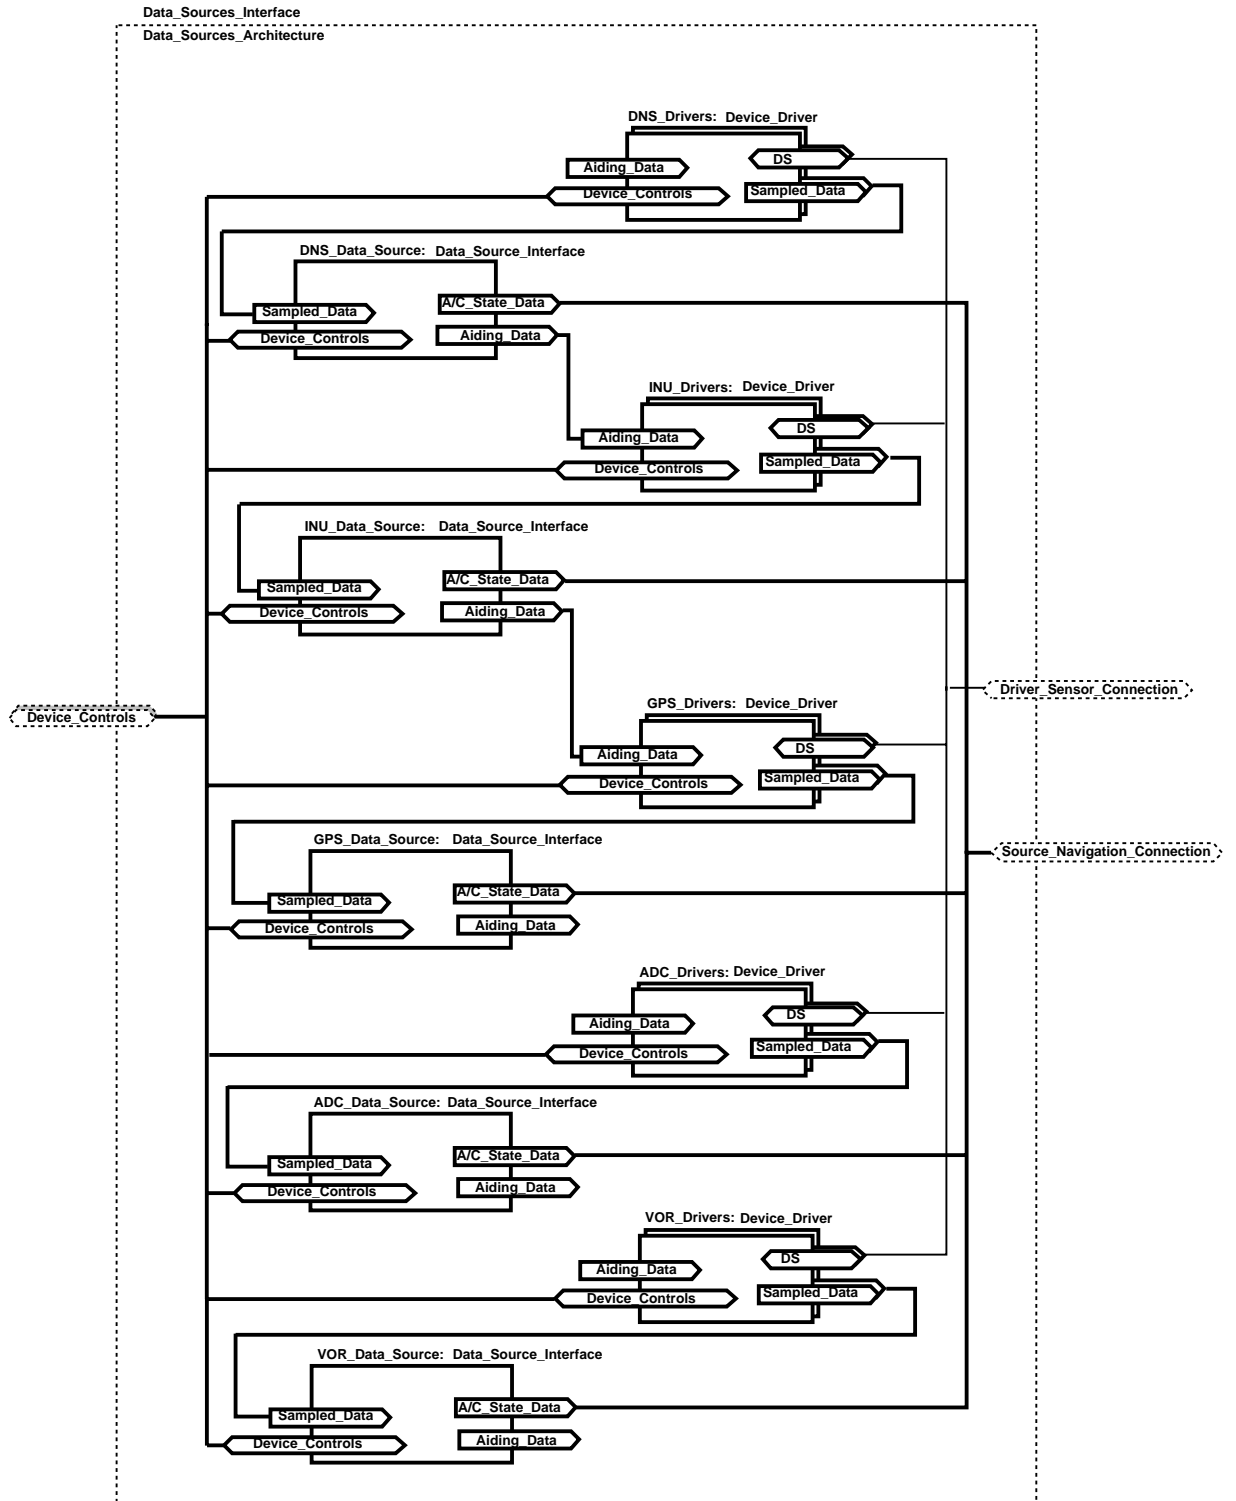 Data_Sources_Interface
Data_Sources_Architecture
DNS_Drivers: Device_Driver
DS
Aiding_Data
Device_Controls
Sampled_Data
DNS_Data_Source: Data_Source_Interface
A/C_State_Data
Sampled_Data
Device_Controls
Aiding_Data
INU_Drivers: Device_Driver
DS
Aiding_Data
Device_Controls
Sampled_Data
INU_Data_Source: Data_Source_Interface
A/C_State_Data
Sampled_Data
Device_Controls
Aiding_Data
Driver_Sensor_Connection
GPS_Drivers: Device_Driver
Device_Controls
DS
Aiding_Data
Device_Controls
Sampled_Data
GPS_Data_Source: Data_Source_Interface
Source_Navigation_Connection
A/C_State_Data
Sampled_Data
Device_Controls
Aiding_Data
ADC_Drivers: Device_Driver
DS
Aiding_Data
Device_Controls
Sampled_Data
ADC_Data_Source: Data_Source_Interface
A/C_State_Data
Sampled_Data
Device_Controls
Aiding_Data
VOR_Drivers: Device_Driver
DS
Aiding_Data
Device_Controls
Sampled_Data
VOR_Data_Source: Data_Source_Interface
A/C_State_Data
Sampled_Data
Device_Controls
Aiding_Data